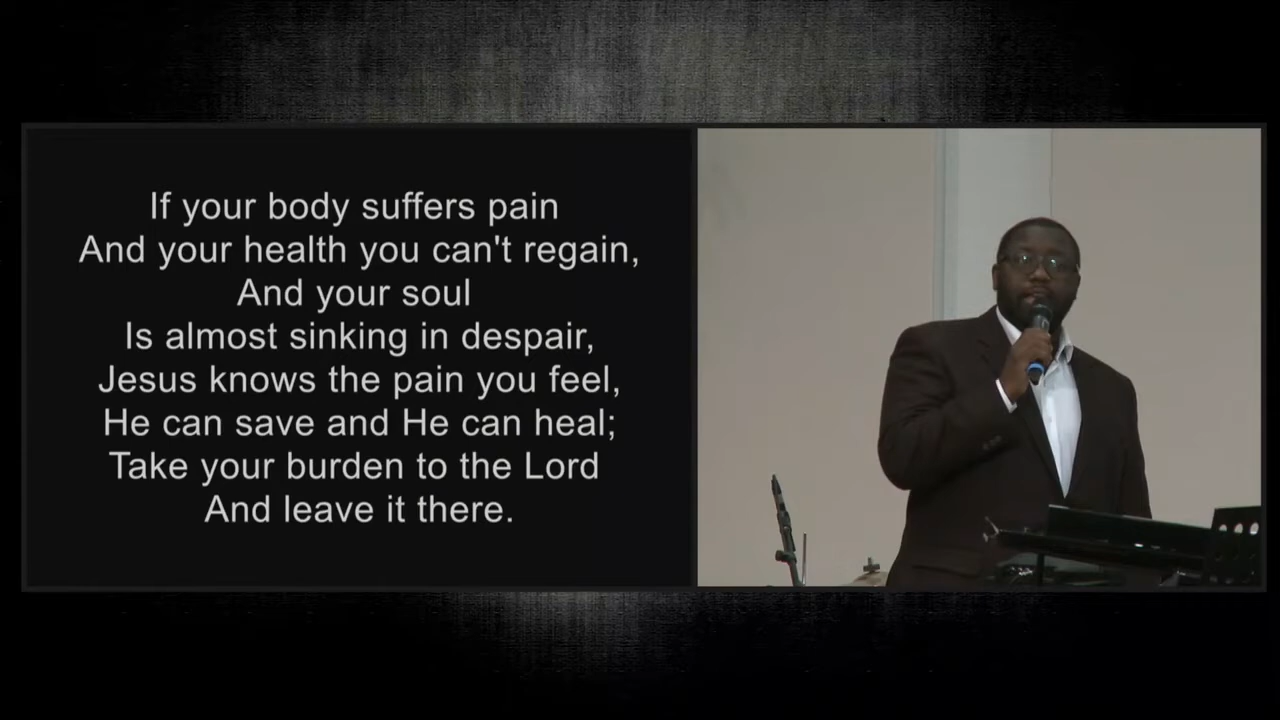 If your body suffers pain
And your health you can't regain,
And your soul
Is almost sinking in despair,
Jesus knows the pain you feel,
He can save and He can heal;
Take your burden to the Lord
And leave it there.